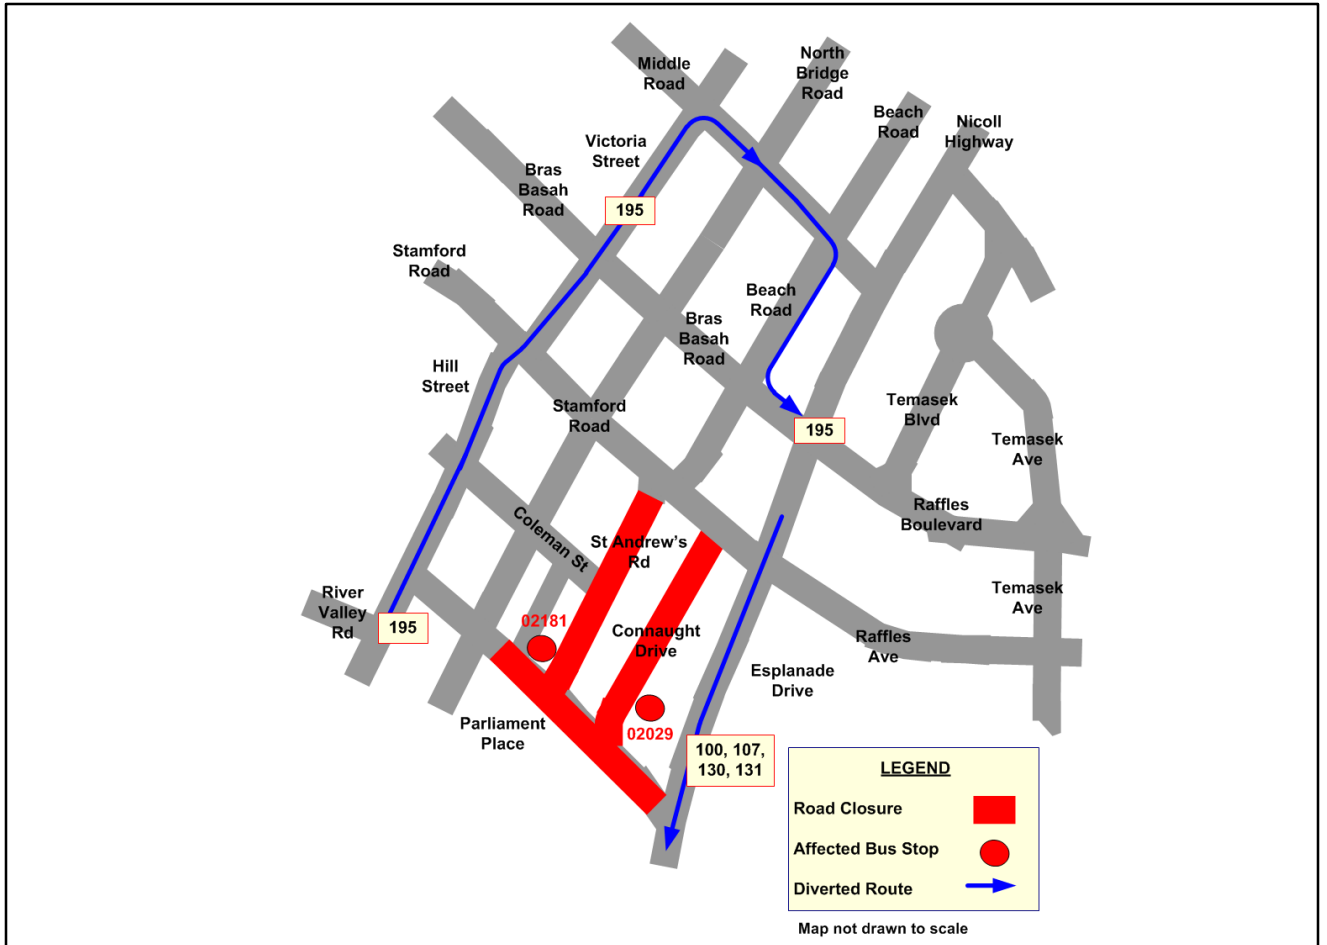 Middle
Road
North
Bridge
Road
Beach
Road
Nicoll
Highway
Victoria
Street
Bras
Basah
Road
195
Stamford
Road
Beach
Road
Bras
Basah
Road
Hill
Street
Stamford
Road
Temasek
Blvd
195
Temasek
Ave
Raffles
Boulevard
Coleman St
St Andrew's
Rd
River
Valley
Rd
195
02181
Connaught
Drive
Temasek
Ave
Raffles
Ave
Esplanade
Drive
Parliament
Place
02029
100, 107,
130, 131
LEGEND
Road Closure
Affected Bus Stop
Diverted Route
Map not drawn to scale